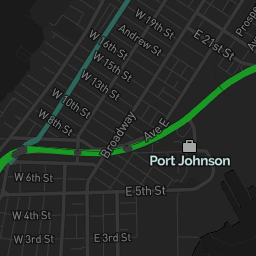 W 19th St
Prospe
W 16th St
Andrew St
E 21st St
W 15th St
W 13th St
W 10th St
W 8th St
Broadway
Ave E
Port Johnson
W 6th St
E 5th St
W 4th St
W 3rd St
E 3rd St